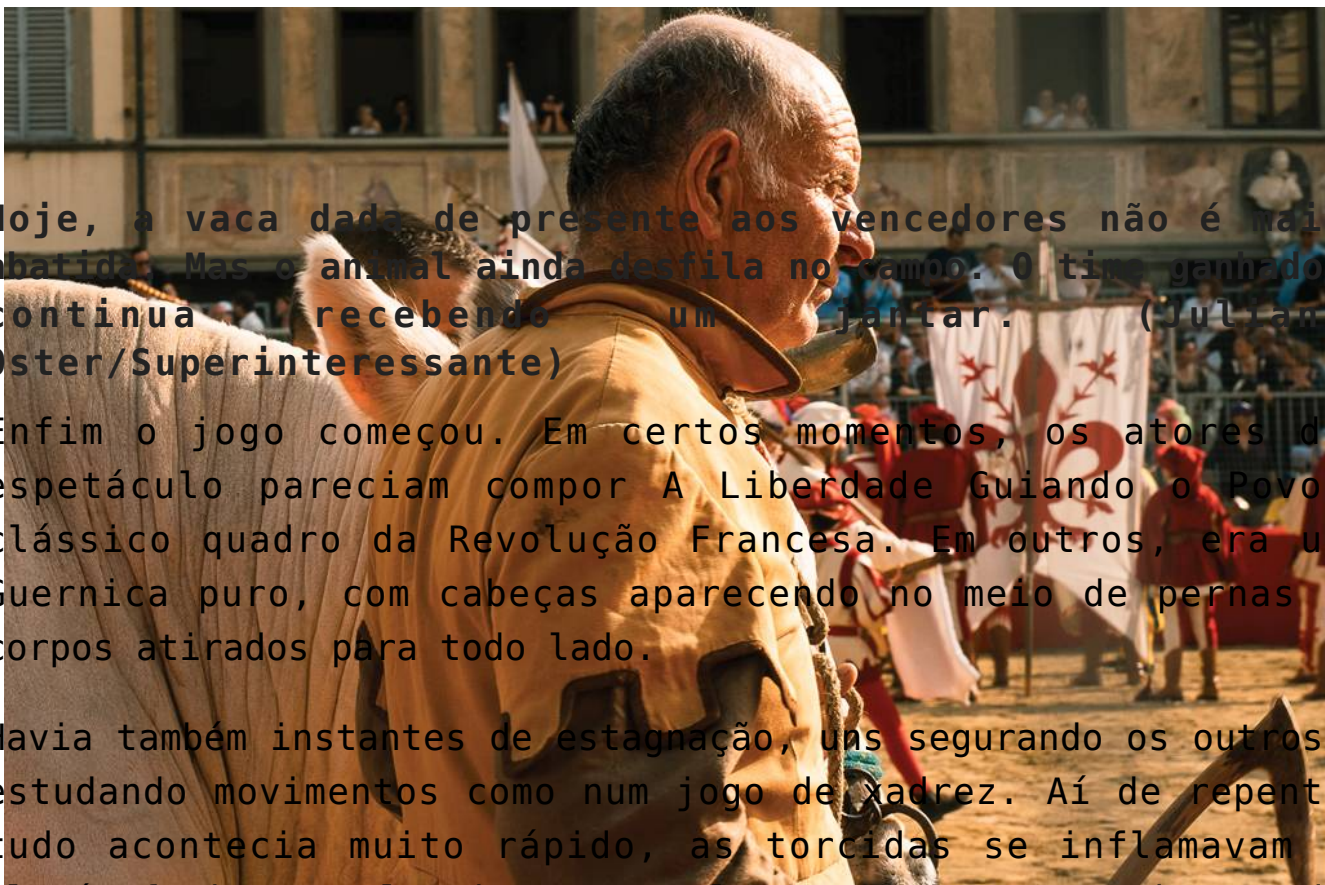 oje, a vaca dada de presente aos vencedores não é mai
batida. Mas o animal ainda desfila no campo. O time ganhado
continua recebendo um jantar. (Julian
Oster/Superinteressante)
Enfim o jogo começou. Em certos momentos, os atores d
espetáculo pareciam compor A Liberdade Guiando o Povo
clássico quadro da Revolução Francesa. Em outros, era u
Guernica puro, com cabeças aparecendo no meio de pernas
corpos atirados para todo lado.
Havia também instantes de estagnação, uns segurando os outros
estudando movimentos como num jogo de xadrez. Aí de repent
tudo acontecia muito rápido, as torcidas se inflamavam